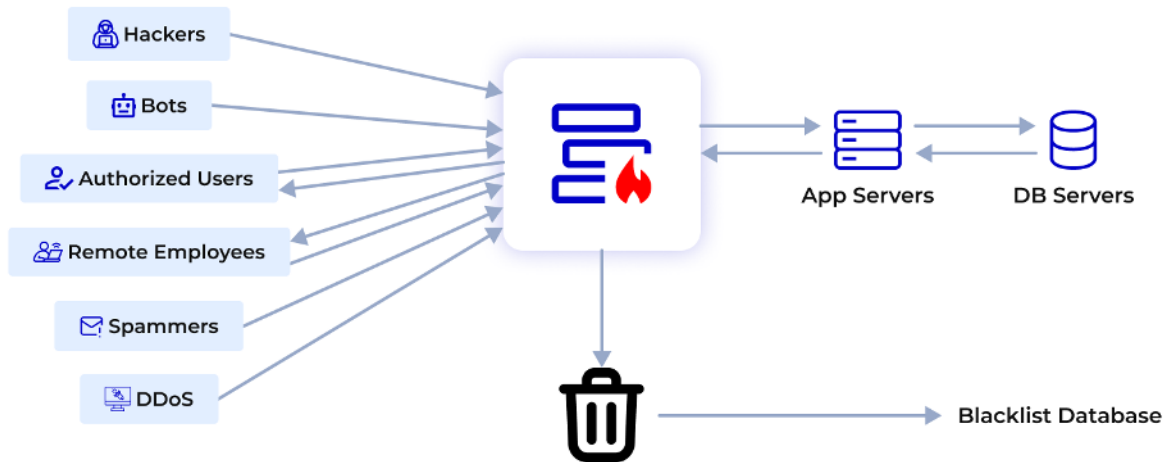 Hackers
Bots
Authorized Users
Remote Employees
Spammers
DDoS
App Servers
DB Servers
Blacklist Database